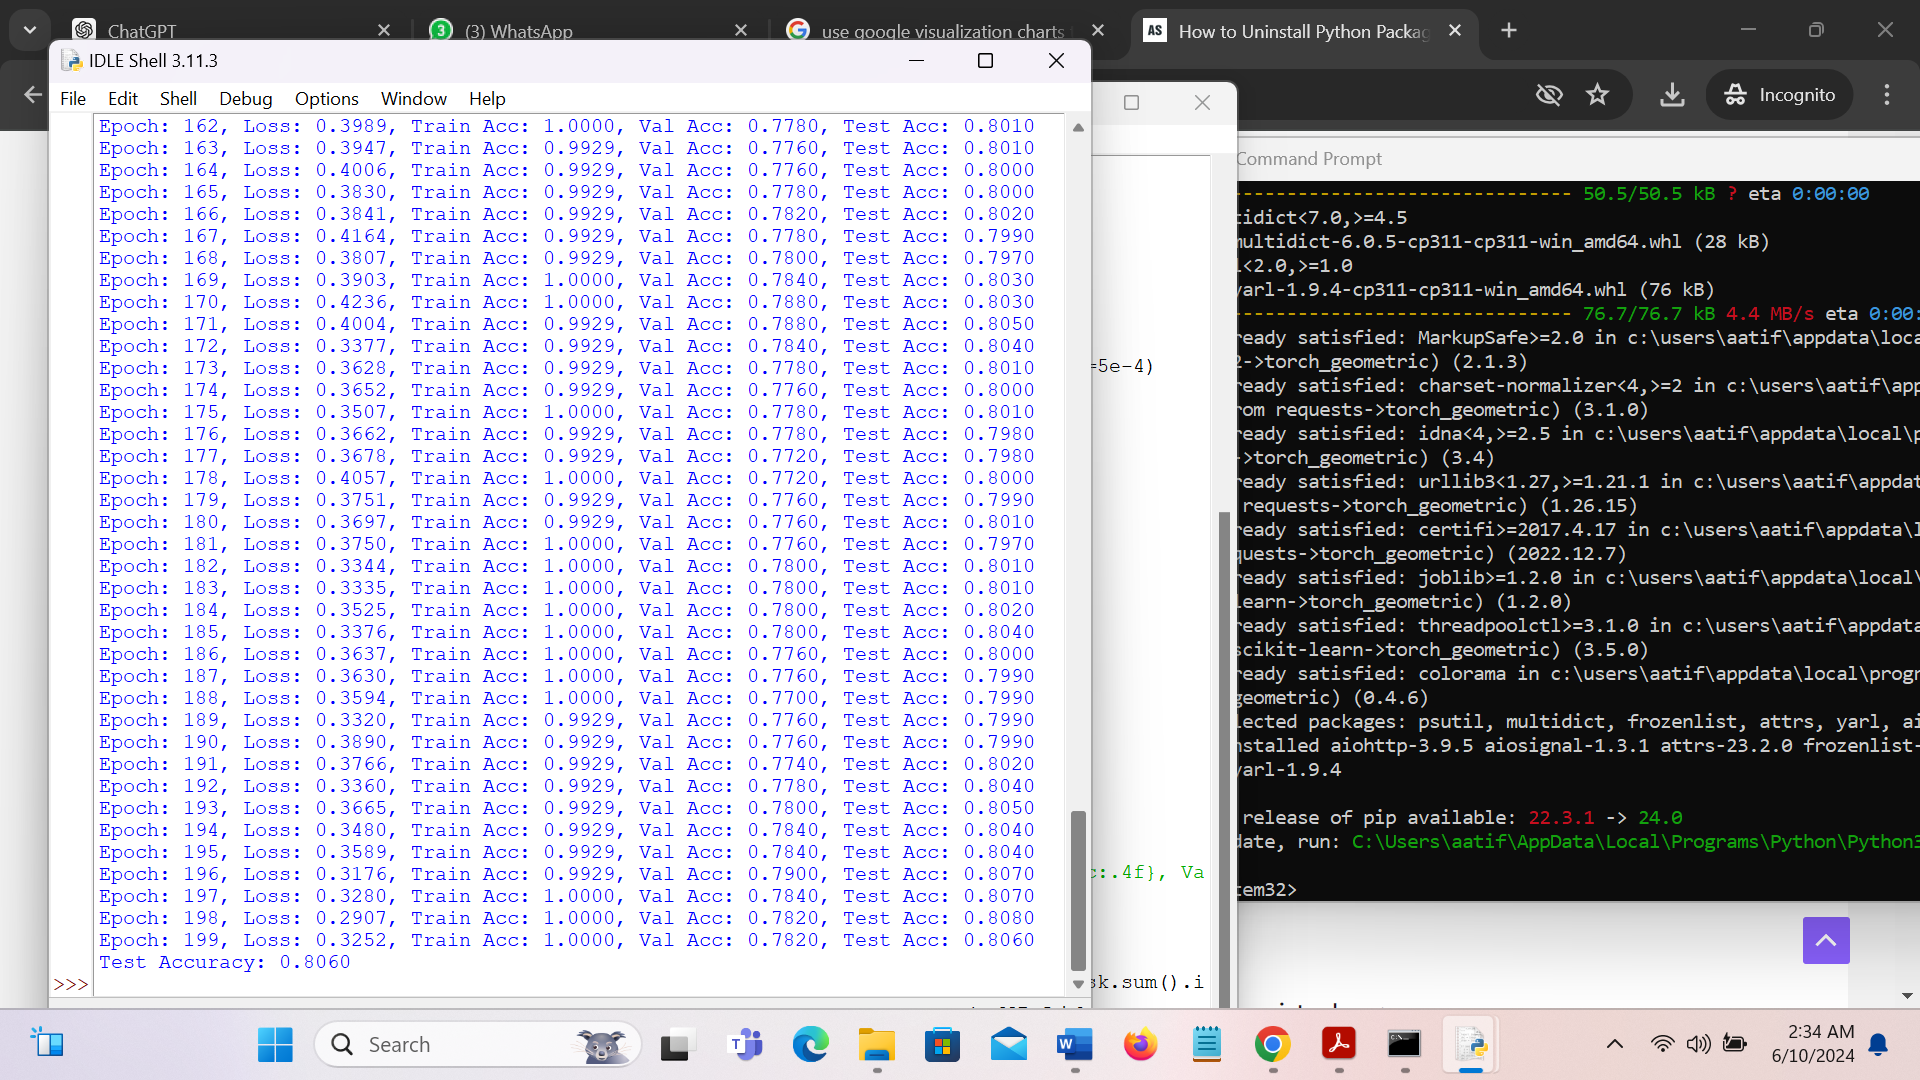 ChatGPT
(3) WhatsApp
use google visualization charts
AS How to Uninstall Python Packag
Incognito
IDLE Shell 3.11.3
File Edit Shell Debug Options Window Help
Epoch: 162, Loss: 0.3989, Train Acc: 1.0000, Val Acc: 0.7780, Test Acc: 0.8010
Epoch: 163, Loss: 0.3947, Train Acc: 0.9929, Val Acc: 0.7760, Test Acc: 0.8010
Epoch: 164, Loss: 0.4006, Train Acc: 0.9929, Val Acc: 0.7760, Test Acc: 0.8000
Epoch: 165, Loss: 0.3830, Train Acc: 0.9929, Val Acc: 0.7780, Test Acc: 0.8000
Epoch: 166, Loss: 0.3841, Train Acc: 0.9929, Val Acc: 0.7820, Test Acc: 0.8020
Epoch: 167, Loss: 0.4164, Train Acc: 0.9929, Val Acc: 0.7780, Test Acc: 0.7990
Epoch: 168, Loss: 0.3807, Train Acc: 0.9929, Val Acc: 0.7800, Test Acc: 0.7970
Epoch: 169, Loss: 0.3903, Train Acc: 1.0000, Val Acc: 0.7840, Test Acc: 0.8030
Epoch: 170, Loss: 0.4236, Train Acc: 1.0000, Val Acc: 0.7880, Test Acc: 0.8030
Epoch: 171, Loss: 0.4004, Train Acc: 0.9929, Val Acc: 0.7880, Test Acc: 0.8050
Epoch: 172, Loss: 0.3377, Train Acc: 0.9929, Val Acc: 0.7840, Test Acc: 0.8040
Epoch: 173, Loss: 0.3628, Train Acc: 0.9929, Val Acc: 0.7780, Test Acc: 0.8010
Epoch: 174, Loss: 0.3652, Train Acc: 0.9929, Val Acc: 0.7760, Test Acc: 0.8000
Epoch: 175, Loss: 0.3507, Train Acc: 1.0000, Val Acc: 0.7780, Test Acc: 0.8010
Epoch: 176, Loss: 0.3662, Train Acc: 0.9929, Val Acc: 0.7780, Test Acc: 0.7980
Epoch: 177, Loss: 0.3678, Train Acc: 0.9929, Val Acc: 0.7720, Test Acc: 0.7980
Epoch: 178, Loss: 0.4057, Train Acc: 1.0000, Val Acc: 0.7720, Test Acc: 0.8000
Epoch: 179, Loss: 0.3751, Train Acc: 0.9929, Val Acc: 0.7760, Test Acc: 0.7990
Epoch: 180, Loss: 0.3697, Train Acc: 0.9929, Val Acc: 0.7760, Test Acc: 0.8010
Epoch: 181, Loss: 0.3750, Train Acc: 1.0000, Val Acc: 0.7760, Test Acc: 0.7970
Epoch: 182, Loss: 0.3344, Train Acc: 1.0000, Val Acc: 0.7800, Test Acc: 0.8010
Epoch: 183, Loss: 0.3335, Train Acc: 1.0000, Val Acc: 0.7800, Test Acc: 0.8010
Epoch: 184, Loss: 0.3525, Train Acc: 1.0000, Val Acc: 0.7800, Test Acc: 0.8020
Epoch: 185, Loss: 0.3376, Train Acc: 1.0000, Val Acc: 0.7800, Test Acc: 0.8040
Epoch: 186, Loss: 0.3637, Train Acc: 1.0000, Val Acc: 0.7760, Test Acc: 0.8000
Epoch: 187, Loss: 0.3630, Train Acc: 1.0000, Val Acc: 0.7760, Test Acc: 0.7990
Epoch: 188, Loss: 0.3594, Train Acc: 1.0000, Val Acc: 0.7700, Test Acc: 0.7990
Epoch: 189, Loss: 0.3320, Train Acc: 0.9929, Val Acc: 0.7760, Test Acc: 0.7990
Epoch: 190, Loss: 0.3890, Train Acc: 0.9929, Val Acc: 0.7760, Test Acc: 0.7990
Epoch: 191, Loss: 0.3766, Train Acc: 0.9929, Val Acc: 0.7740, Test Acc: 0.8020
Epoch: 192, Loss: 0.3360, Train Acc: 0.9929, Val Acc: 0.7780, Test Acc: 0.8040
Epoch: 193, Loss: 0.3665, Train Acc: 0.9929, Val Acc: 0.7800, Test Acc: 0.8050
Epoch: 194, Loss: 0.3480, Train Acc: 0.9929, Val Acc: 0.7840, Test Acc: 0.8040
Epoch: 195, Loss: 0.3589, Train Acc: 0.9929, Val Acc: 0.7840, Test Acc: 0.8040
Epoch: 196, Loss: 0.3176, Train Acc: 0.9929, Val Acc: 0.7900, Test Acc: 0.8070
Epoch: 197, Loss: 0.3280, Train Acc: 1.0000, Val Acc: 0.7840, Test Acc: 0.8070
Epoch: 198, Loss: 0.2907, Train Acc: 1.0000, Val Acc: 0.7820, Test Acc: 0.8080
Epoch: 199, Loss: 0.3252, Train Acc: 1.0000, Val Acc: 0.7820, Test Acc: 0.8060
Test Accuracy: 0.8060
>>>
=5e-4)
c:.4f}, Va
sk.sum().i
Command Prompt
------------------------------ 50.5/50.5 kB ? eta 0:00:00
tidict<7.0,>=4.5
multidict-6.0.5-cp311-cp311-win_amd64.whl (28 kB)
l<2.0,>=1.0
yarl-1.9.4-cp311-cp311-win_amd64.whl (76 kB)
------------------------------ 76.7/76.7 kB 4.4 MB/s eta 0:00:
ready satisfied: MarkupSafe>=2.0 in c:\users\aatif\appdata\loca
2->torch_geometric) (2.1.3)
ready satisfied: charset-normalizer<4,>=2 in c:\users\aatif\app
rom requests->torch_geometric) (3.1.0)
ready satisfied: idna<4,>=2.5 in c:\users\aatif\appdata\local\p
->torch_geometric) (3.4)
ready satisfied: urllib3<1.27,>=1.21.1 in c:\users\aatif\appdat
requests->torch_geometric) (1.26.15)
ready satisfied: certifi>=2017.4.17 in c:\users\aatif\appdata\l
quests->torch_geometric) (2022.12.7)
ready satisfied: joblib>=1.2.0 in c:\users\aatif\appdata\local\
learn->torch_geometric) (1.2.0)
ready satisfied: threadpoolctl>=3.1.0 in c:\users\aatif\appdata
scikit-learn->torch_geometric) (3.5.0)
ready satisfied: colorama in c:\users\aatif\appdata\local\progr
geometric) (0.4.6)
lected packages: psutil, multidict, frozenlist, attrs, yarl, ai
nstalled aiohttp-3.9.5 aiosignal-1.3.1 attrs-23.2.0 frozenlist-
yarl-1.9.4
release of pip available: 22.3.1 -> 24.0
date, run: C:\Users\aatif\AppData\Local\Programs\Python\Python3
tem32>
Search
2:34 AM
6/10/2024